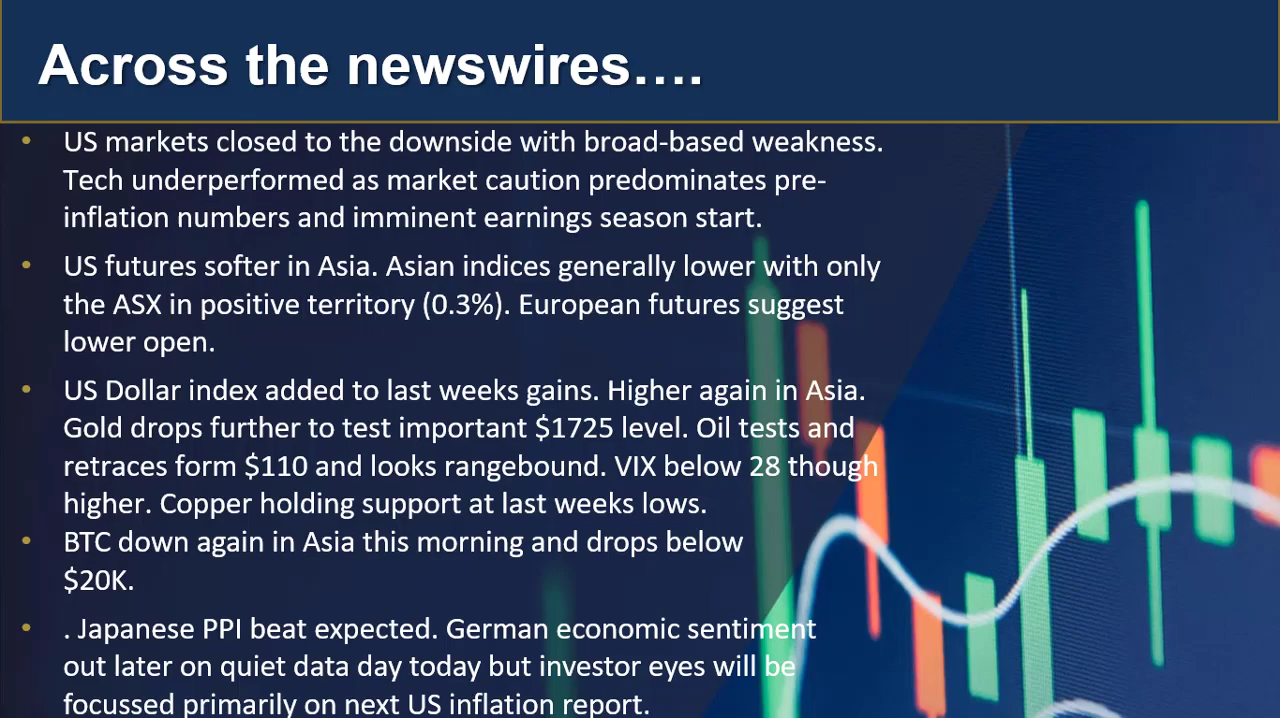 Across the newswires….
• US markets closed to the downside with broad-based weakness.
Tech underperformed as market caution predominates pre-
inflation numbers and imminent earnings season start.
• US futures softer in Asia. Asian indices generally lower with only
the ASX in positive territory (0.3%). European futures suggest
lower open.
• US Dollar index added to last weeks gains. Higher again in Asia.
Gold drops further to test important $1725 level. Oil tests and
retraces form $110 and looks rangebound. VIX below 28 though
higher. Copper holding support at last weeks lows.
• BTC down again in Asia this morning and drops below
$20K.
• . Japanese PPI beat expected. German economic sentiment
out later on quiet data day today but investor eyes will be
focussed primarily on next US inflation report.